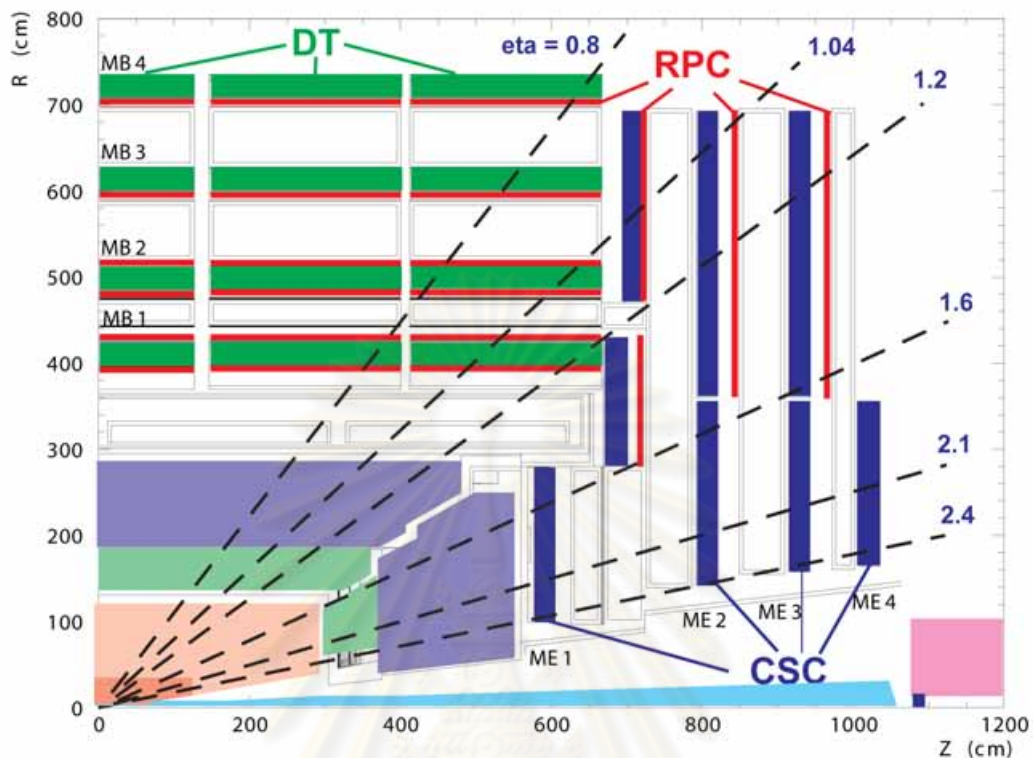 800
R (cm)
MB 4
DT
eta = 0.8
RPC
1.04
1.2
700
MB 3
600
MB 2
500
MB 1
1.6
400
300
2.1
2.4
200
100
ME 1
ME 2
ME 3
ME 4
CSC
0
0
200
400
600
800
1000
1200
Z (cm)